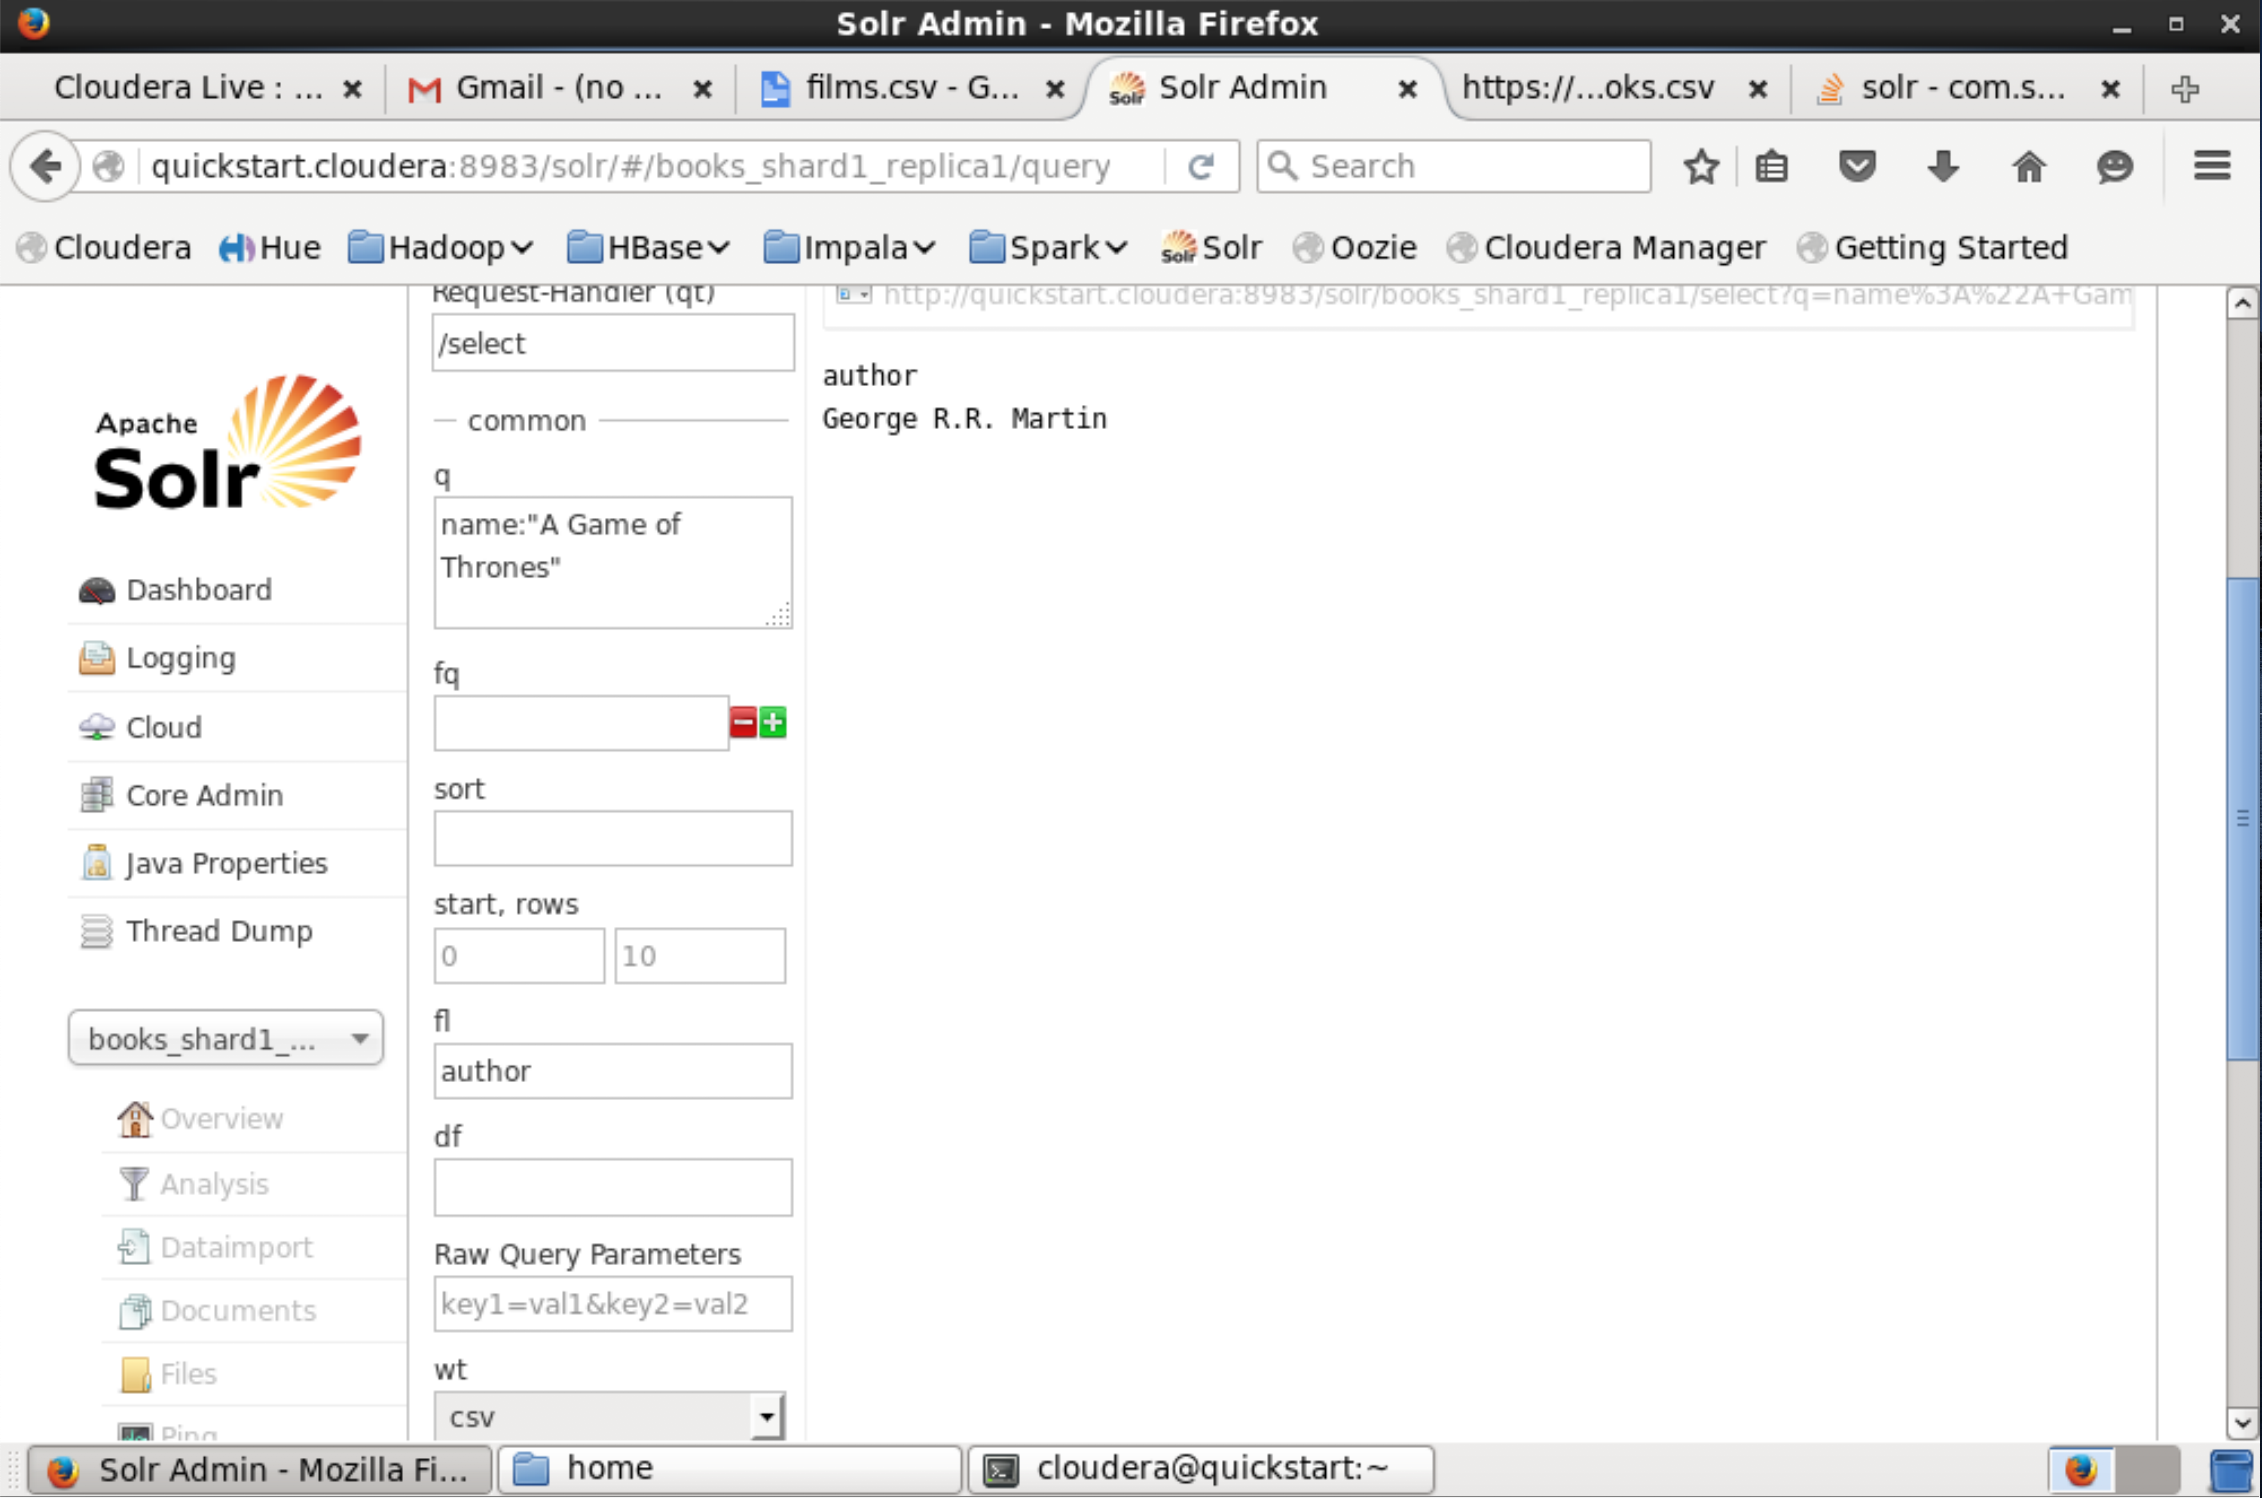 Solr Admin - Mozilla Firefox
Cloudera Live : ...
Gmail - (no ...
films.csv - G...
Solr Admin
https://...oks.csv
solr - com.s...
quickstart.cloudera:8983/solr/#/books_shard1_replica1/query
Search
Cloudera
Hue
Hadoop
HBase
Impala
Spark
Solr
Oozie
Cloudera Manager
Getting Started
Request-Handler (qt)
http://quickstart.cloudera:8983/solr/books_shard1_replica1/select?q=name%3A%22A+Gam
/select
author
George R.R. Martin
Apache
Solr
common
q
name:"A Game of
Thrones"
Dashboard
Logging
Cloud
Core Admin
Java Properties
Thread Dump
books_shard1_...
Overview
Analysis
Dataimport
Documents
Files
Ping
fq
sort
start, rows
0
10
fl
author
df
Raw Query Parameters
key1=val1&key2=val2
wt
csv
Solr Admin - Mozilla Fi...
home
cloudera@quickstart:~